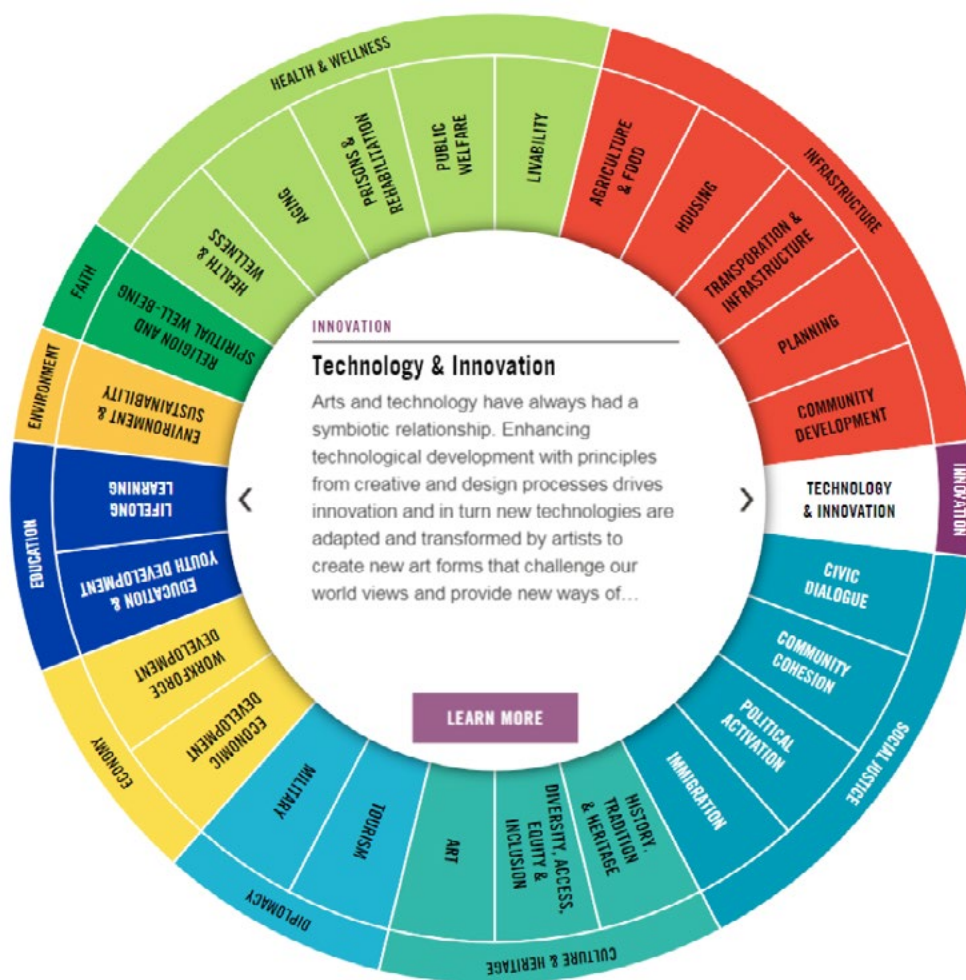 HEALTH & WELLNESS
HEALTH &
WELLNESS
AGING
PRISONS &
REHABILITATION
PUBLIC
WELFARE
LIVABILITY
INFRASTRUCTURE
AGRICULTURE
& FOOD
HOUSING
TRANSPORATION &
INFRASTRUCTURE
PLANNING
COMMUNITY
DEVELOPMENT
INNOVATION
TECHNOLOGY
& INNOVATION
SOCIAL JUSTICE
CIVIC
DIALOGUE
COMMUNITY
COHESION
POLITICAL
ACTIVATION
IMMIGRATION
CULTURE & HERITAGE
HISTORY,
TRADITION
& HERITAGE
DIVERSITY, ACCESS,
EQUITY &
INCLUSION
ART
DIPLOMACY
TOURISM
MILITARY
ECONOMY
ECONOMIC
DEVELOPMENT
WORKFORCE
DEVELOPMENT
EDUCATION
EDUCATION &
YOUTH DEVELOPMENT
LIFELONG
LEARNING
ENVIRONMENT
ENVIRONMENT &
SUSTAINABILITY
FAITH
RELIGION AND
SPIRITUAL WELL-BEING
INNOVATION
Technology & Innovation
Arts and technology have always had a
symbiotic relationship. Enhancing
technological development with principles
from creative and design processes drives
innovation and in turn new technologies are
adapted and transformed by artists to
create new art forms that challenge our
world views and provide new ways of…
LEARN MORE